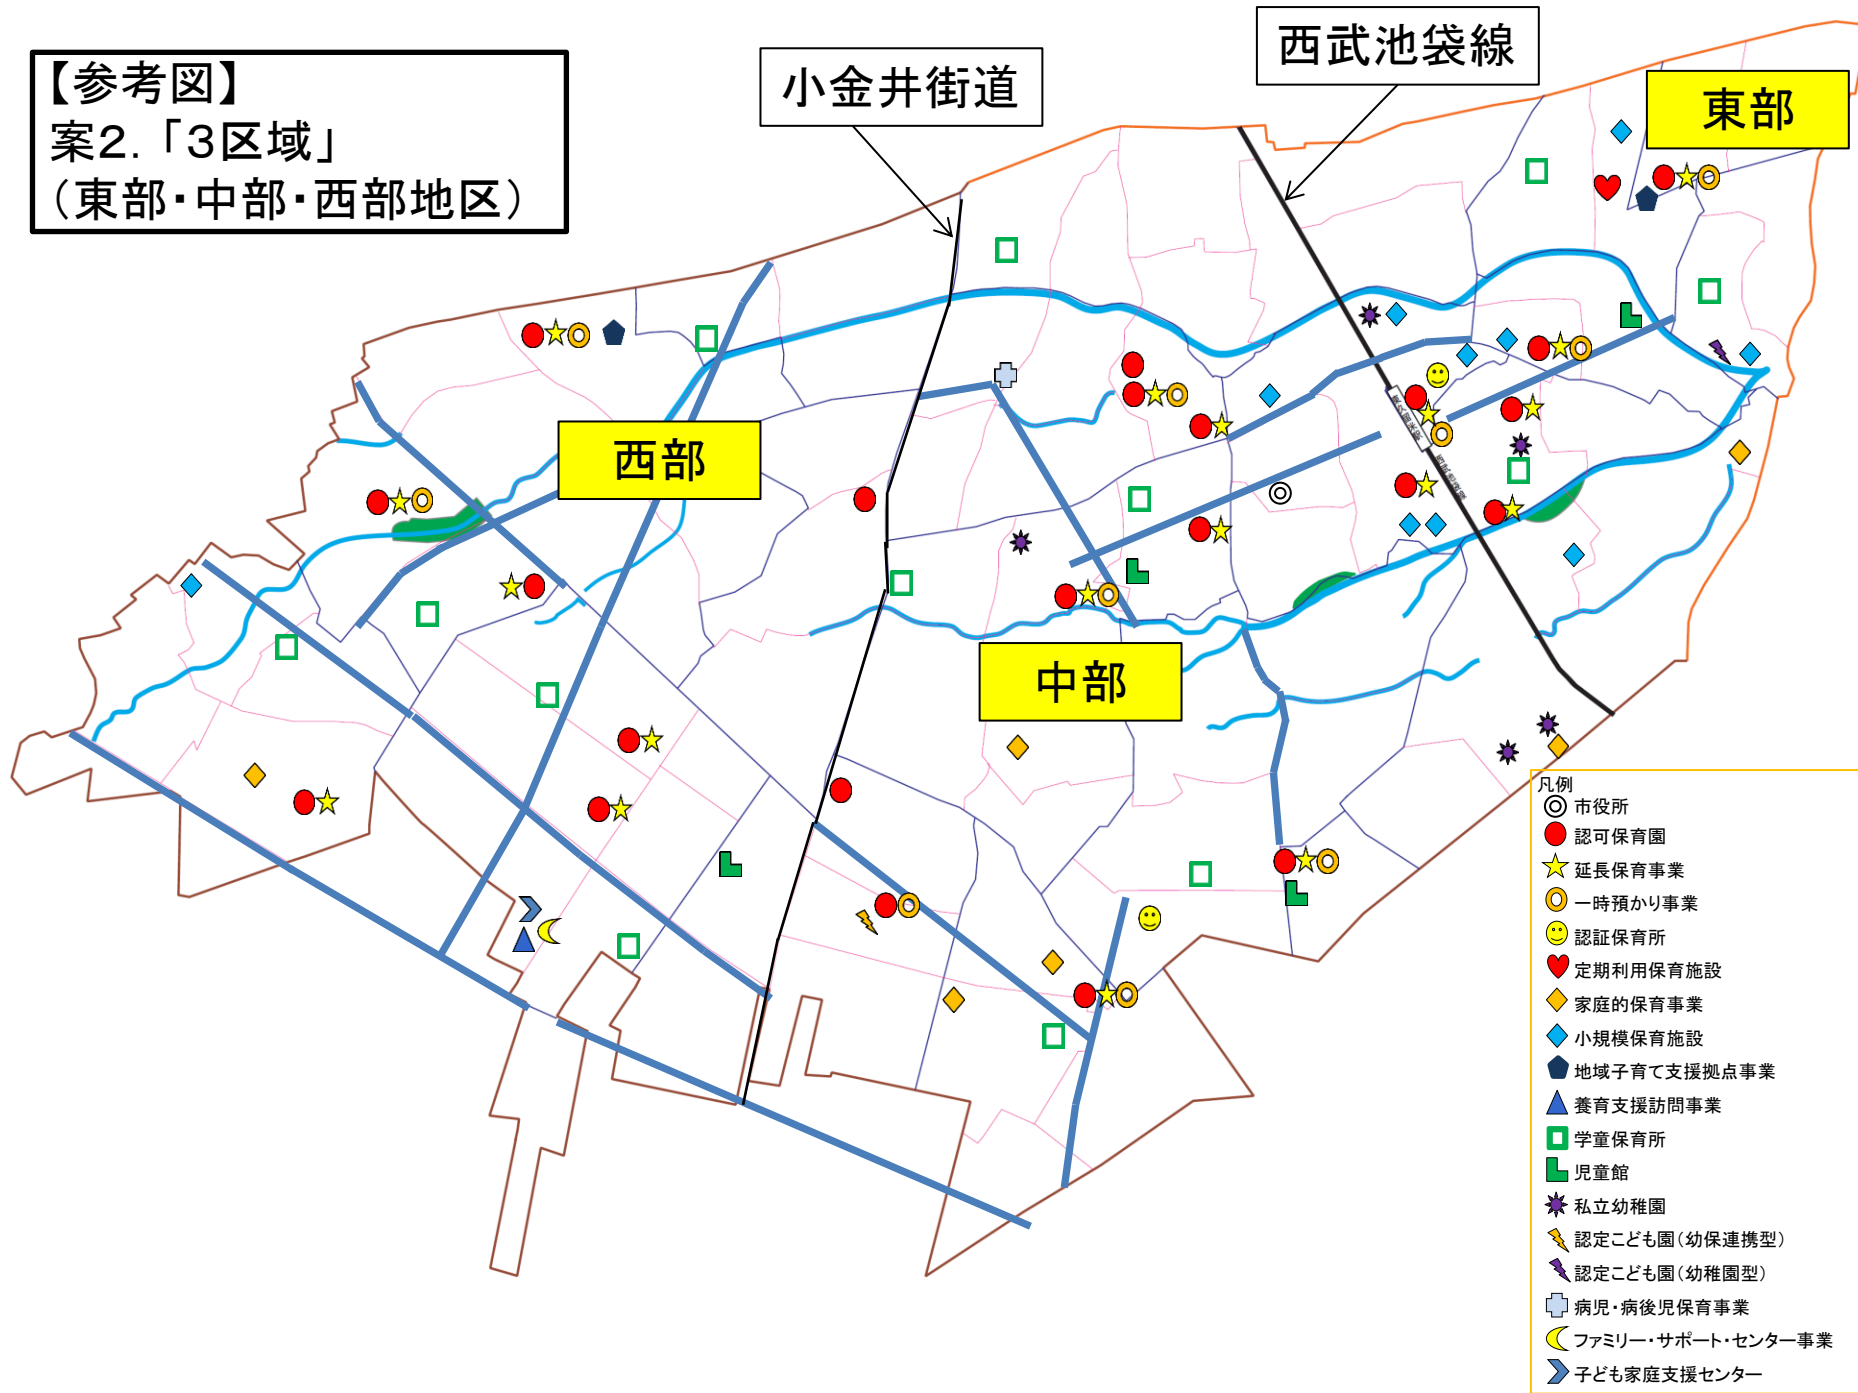 【参考図】
案2.「3区域」
（東部・中部・西部地区）
小金井街道
西武池袋線
東部
西部
中部
凡例
市役所
認可保育園
延長保育事業
一時預かり事業
認証保育所
定期利用保育施設
家庭的保育事業
小規模保育施設
地域子育て支援拠点事業
養育支援訪問事業
学童保育所
児童館
私立幼稚園
認定こども園（幼保連携型）
認定こども園（幼稚園型）
病児・病後児保育事業
ファミリー・サポート・センター事業
子ども家庭支援センター